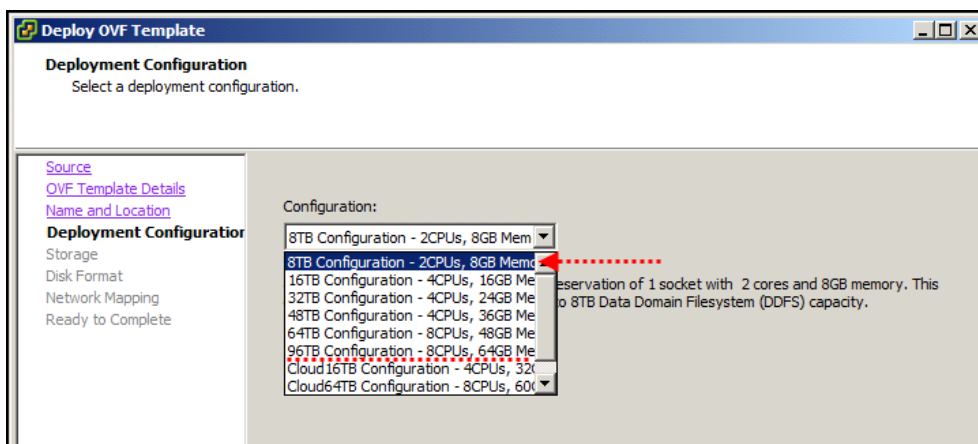 Deploy OVF Template
Deployment Configuration
Select a deployment configuration.
Source
OVF Template Details
Name and Location
Deployment Configuration
Storage
Disk Format
Network Mapping
Ready to Complete
Configuration:
8TB Configuration - 2CPUs, 8GB Mem
8TB Configuration - 2CPUs, 8GB Memo
16TB Configuration - 4CPUs, 16GB Me
32TB Configuration - 4CPUs, 24GB Me
48TB Configuration - 4CPUs, 36GB Me
64TB Configuration - 8CPUs, 48GB Me
96TB Configuration - 8CPUs, 64GB Me
Cloud16TB Configuration - 4CPUs, 32G
Cloud64TB Configuration - 8CPUs, 60G
eservation of 1 socket with 2 cores and 8GB memory. This
o 8TB Data Domain Filesystem (DDFS) capacity.